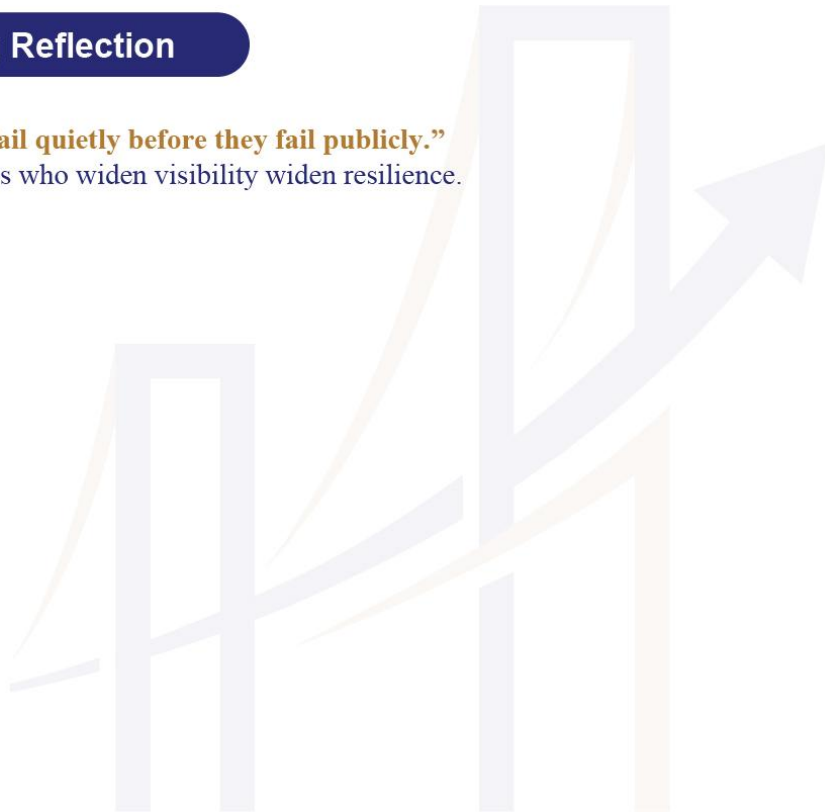 Reflection
ail quietly before they fail publicly.”
s who widen visibility widen resilience.